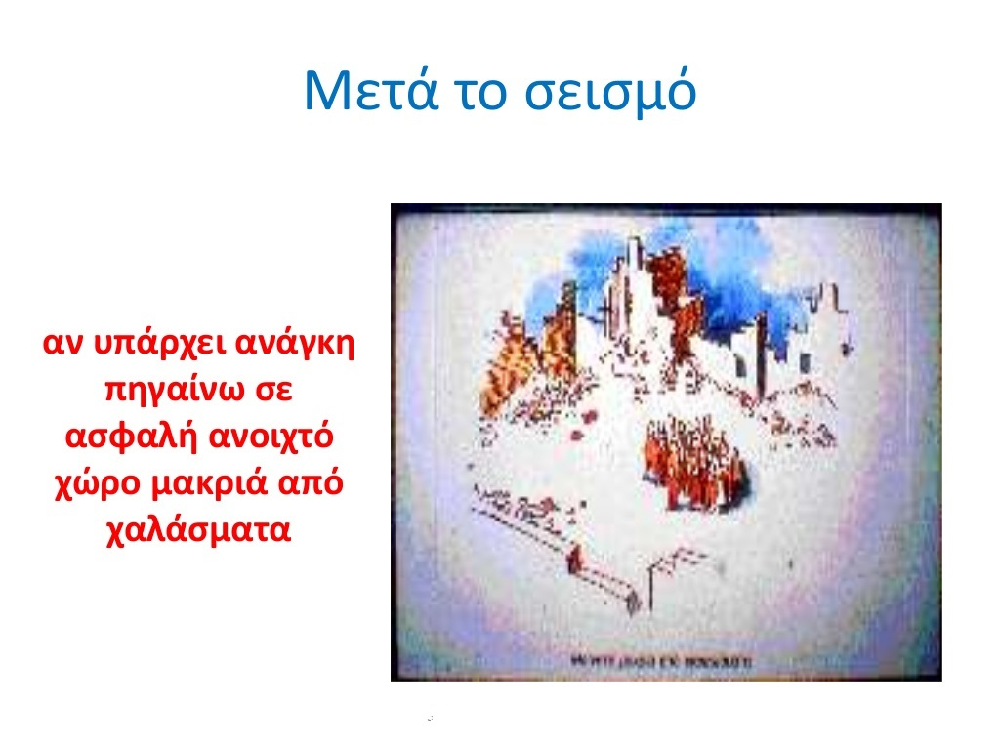 Μετά το σεισμό
αν υπάρχει ανάγκη
πηγαίνω σε
ασφαλή ανοιχτό
χώρο μακριά από
χαλάσματα